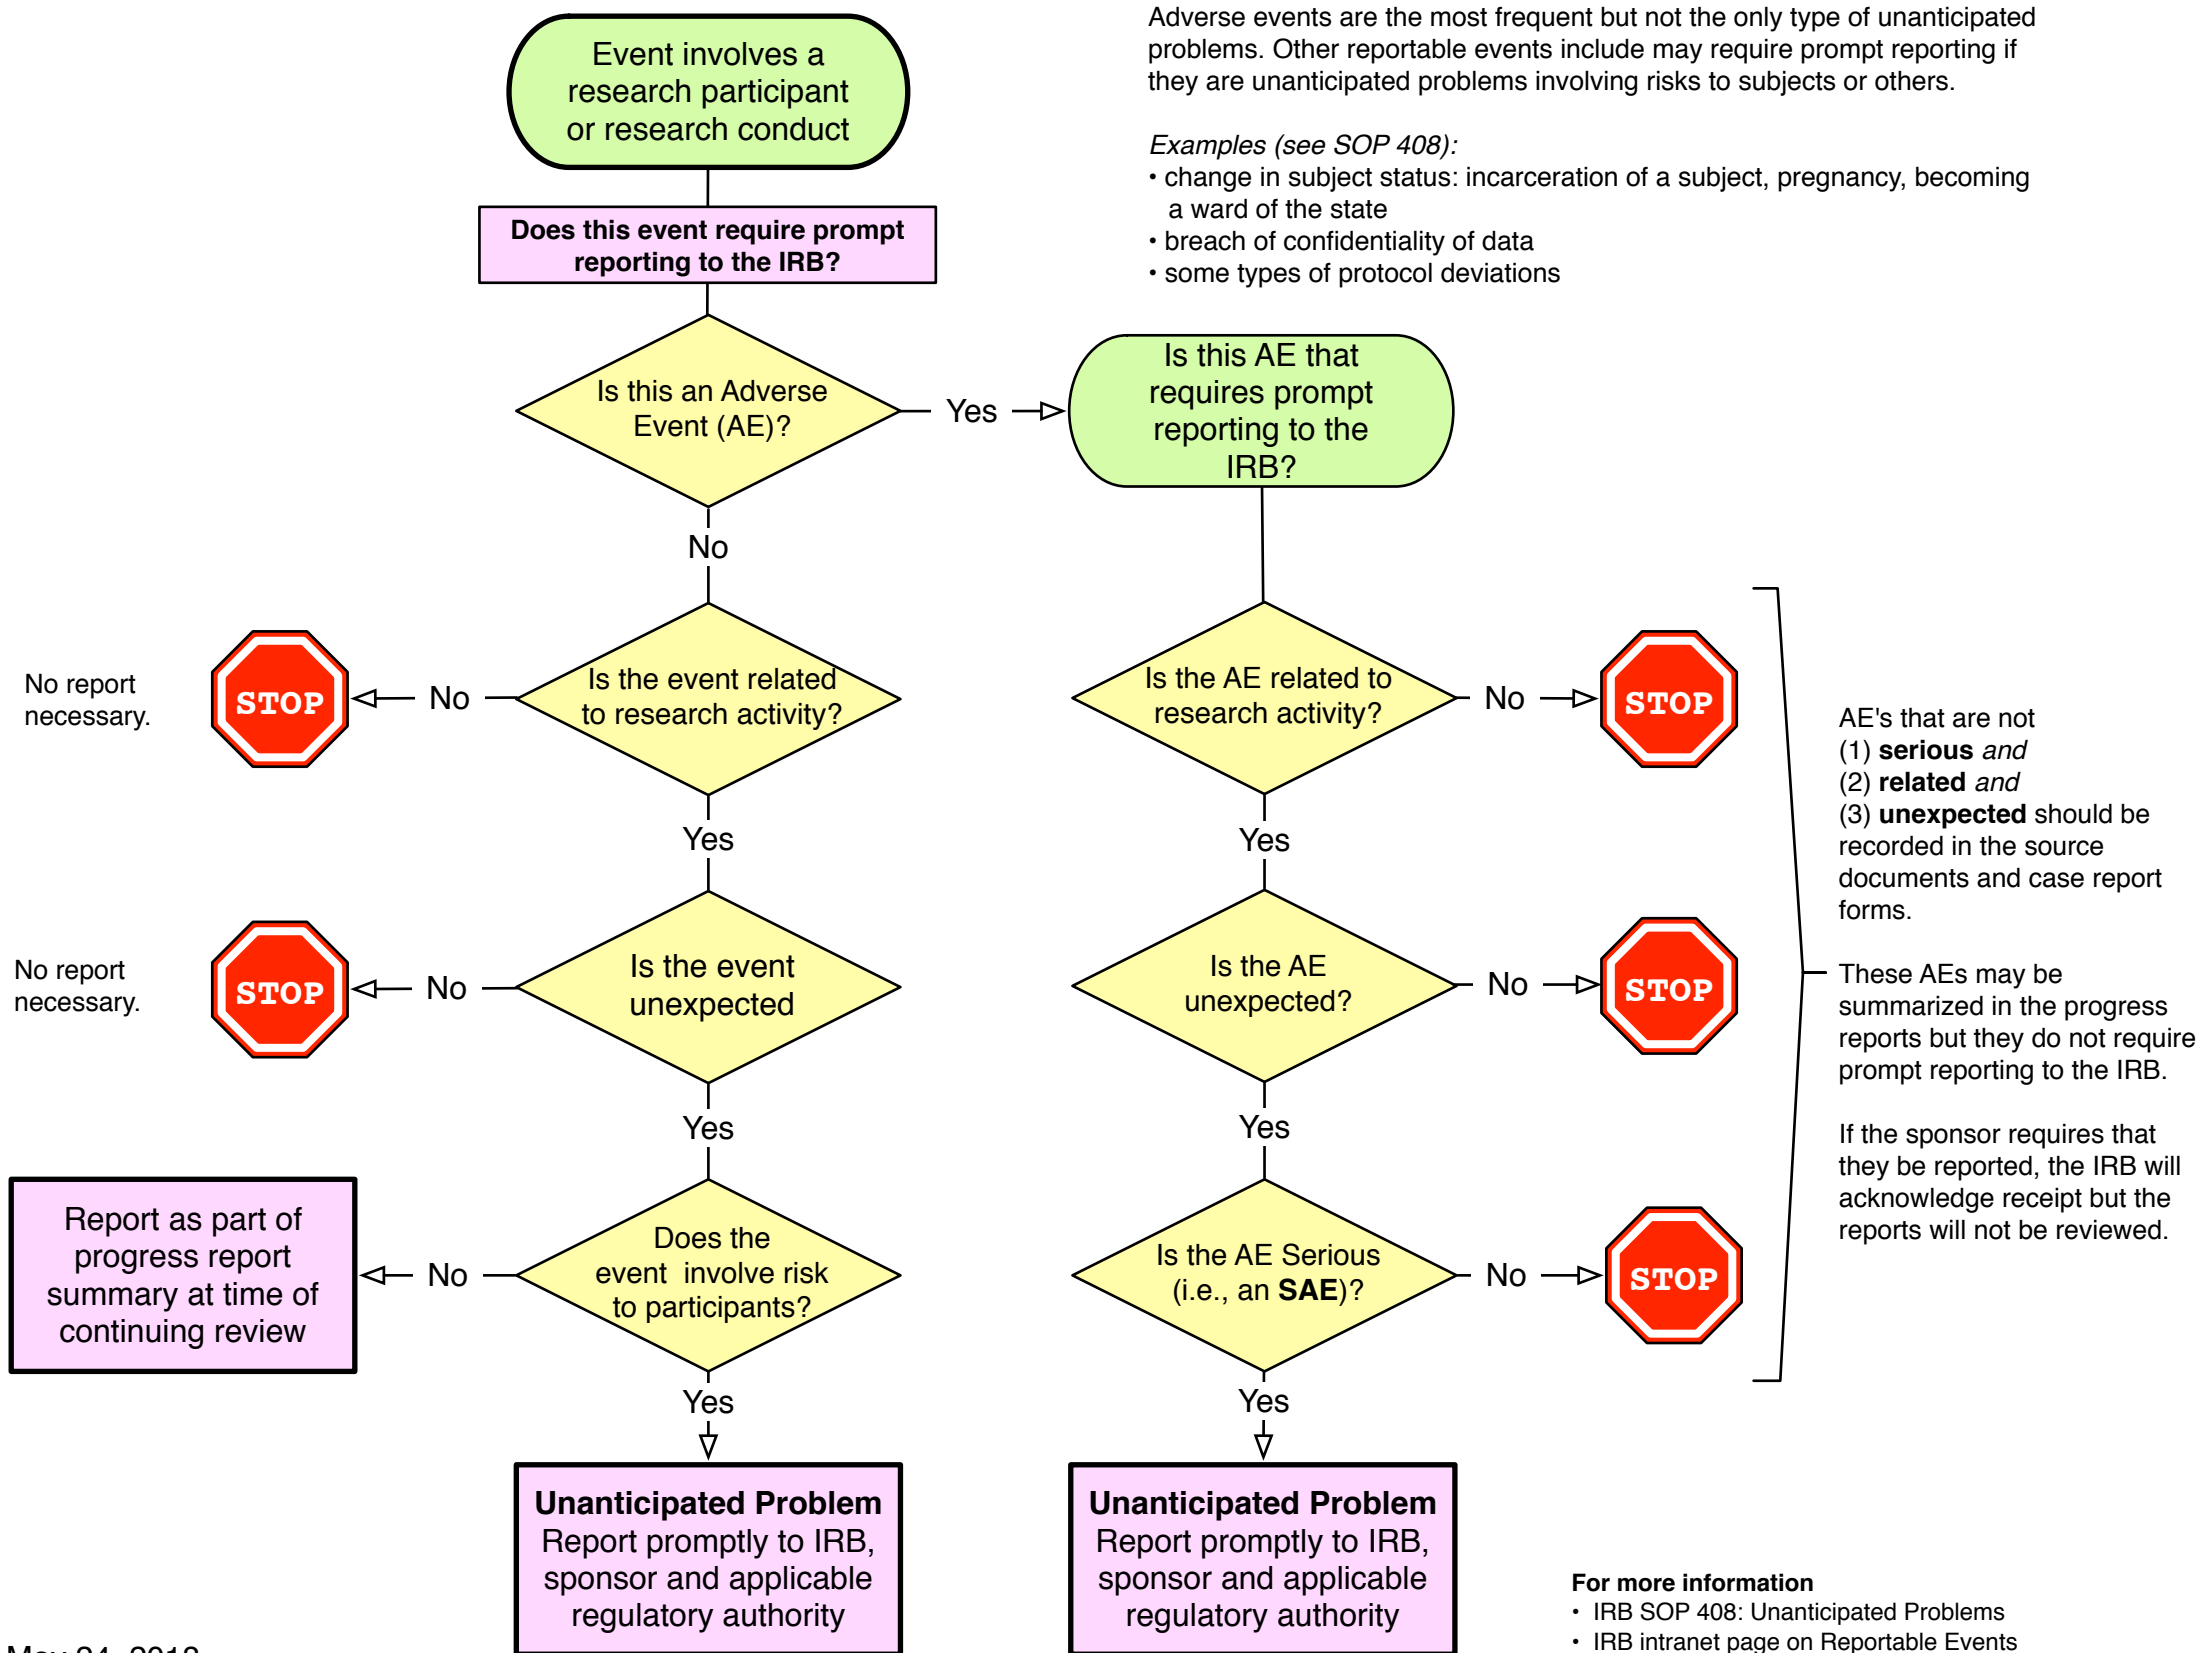 Event involves a
research participant
or research conduct
Does this event require prompt
reporting to the IRB?
Adverse events are the most frequent but not the only type of unanticipated
problems. Other reportable events include may require prompt reporting if
they are unanticipated problems involving risks to subjects or others.
Examples (see SOP 408):
• change in subject status: incarceration of a subject, pregnancy, becoming
a ward of the state
• breach of confidentiality of data
• some types of protocol deviations
Is this an Adverse
Event (AE)?
Yes
Is this AE that
requires prompt
reporting to the
IRB?
No
No report
necessary.
STOP
No
Is the event related
to research activity?
Yes
No report
necessary.
STOP
No
Is the event
unexpected
Yes
Report as part of
progress report
summary at time of
continuing review
No
Does the
event involve risk
to participants?
Yes
Unanticipated Problem
Report promptly to IRB,
sponsor and applicable
regulatory authority
Is the AE related to
research activity?
No
STOP
Yes
Is the AE
unexpected?
No
STOP
Yes
Is the AE Serious
(i.e., an SAE)?
No
STOP
Yes
Unanticipated Problem
Report promptly to IRB,
sponsor and applicable
regulatory authority
AE's that are not
(1) serious and
(2) related and
(3) unexpected should be
recorded in the source
documents and case report
forms.
These AEs may be
summarized in the progress
reports but they do not require
prompt reporting to the IRB.
If the sponsor requires that
they be reported, the IRB will
acknowledge receipt but the
reports will not be reviewed.
For more information
• IRB SOP 408: Unanticipated Problems
• IRB intranet page on Reportable Events